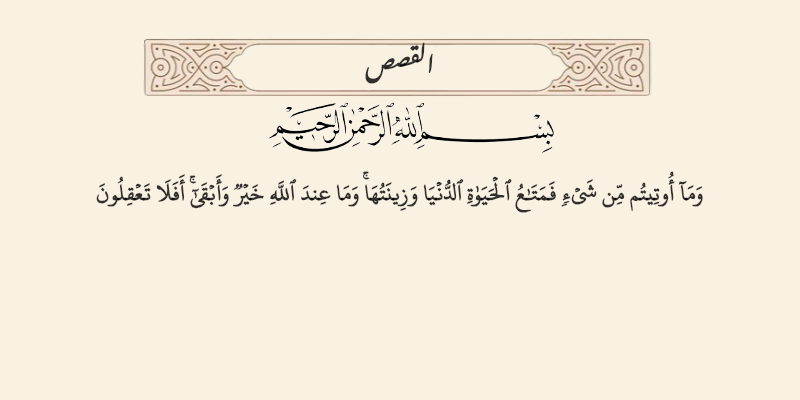 القصص
بِسْمِ ٱللَّهِ ٱلرَّحْمَٰنِ ٱلرَّحِيمِ
وَمَآ أُوتِيتُم مِّن شَىْءٍ فَمَتَٰعُ ٱلْحَيَوٰةِ ٱلدُّنْيَا وَزِينَتُهَا ۚ وَمَا عِندَ ٱللَّهِ خَيْرٌ وَأَبْقَىٰٓ ۚ أَفَلَا تَعْقِلُونَ